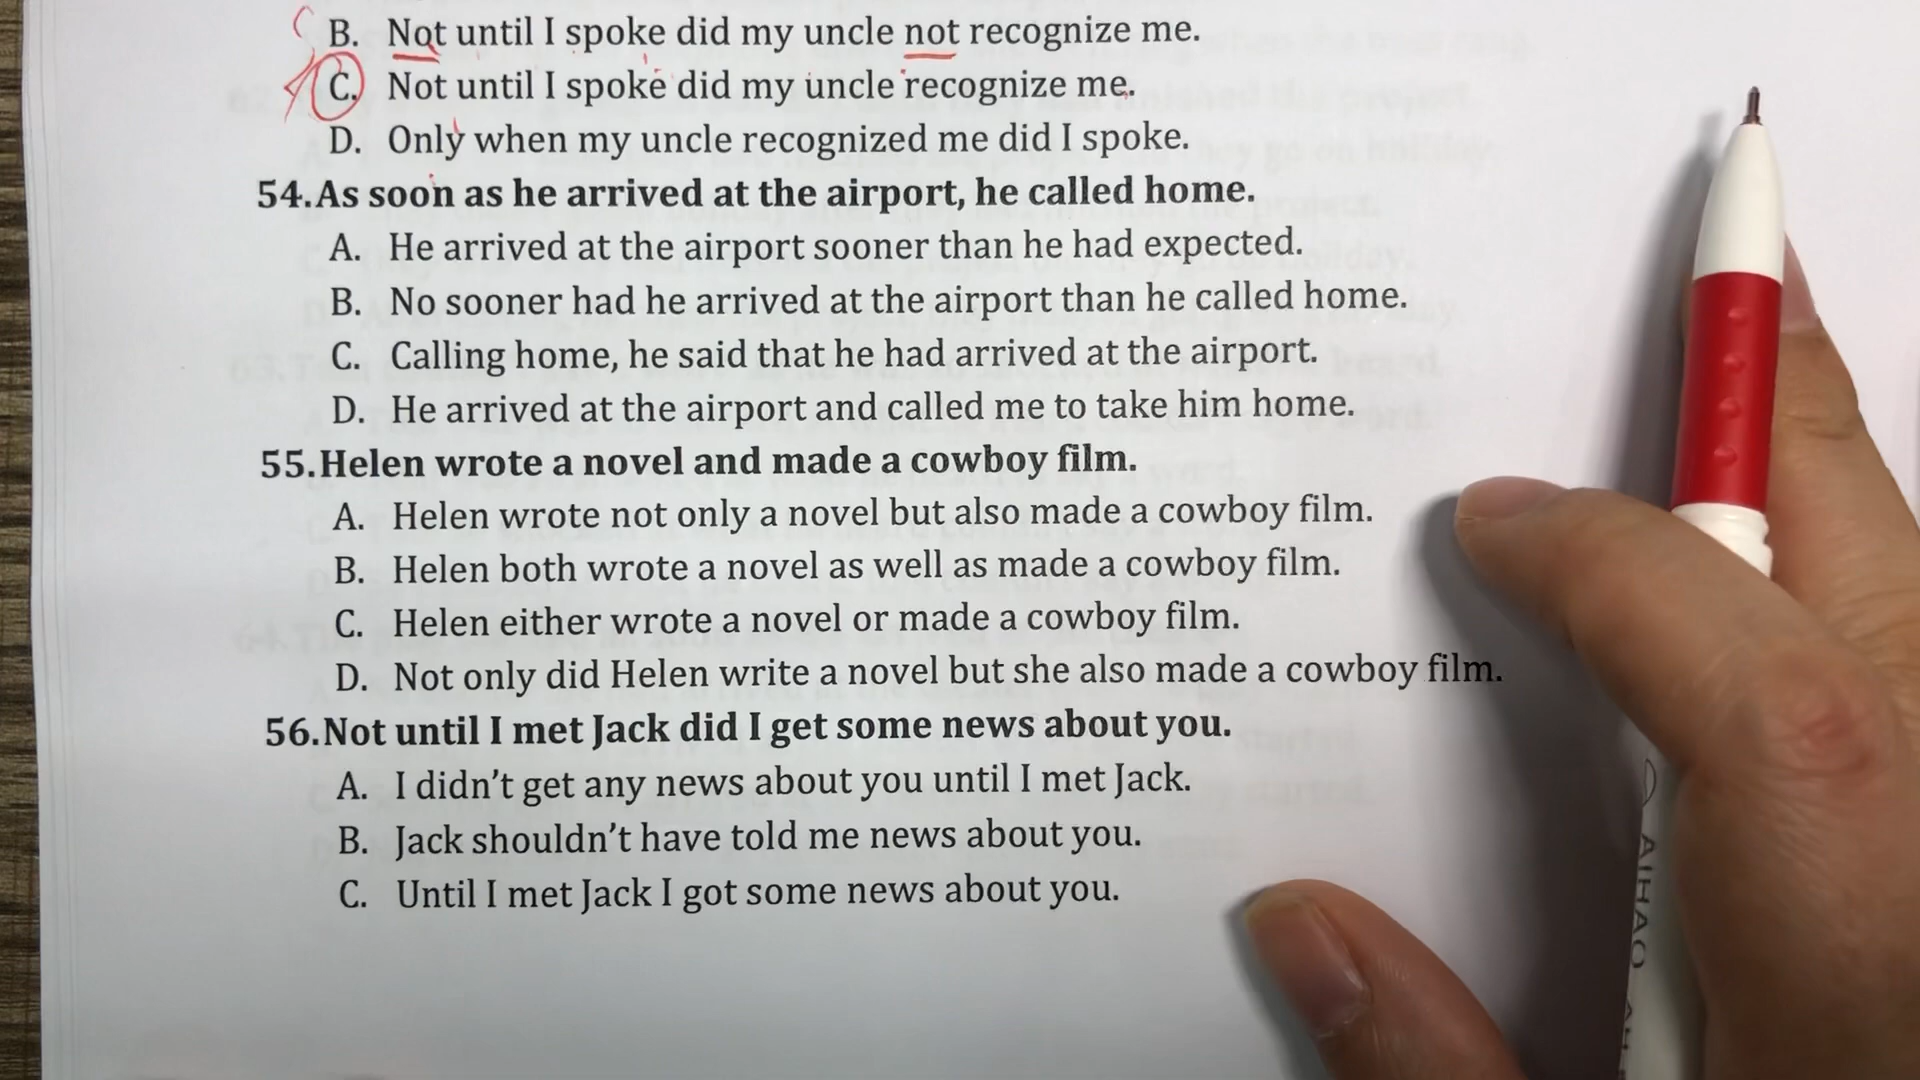 B. Not until I spoke did my uncle not recognize me.
C. Not until I spoke did my uncle recognize me.
D. Only when my uncle recognized me did I spoke.
54.As soon as he arrived at the airport, he called home.
A. He arrived at the airport sooner than he had expected.
B. No sooner had he arrived at the airport than he called home.
C. Calling home, he said that he had arrived at the airport.
D. He arrived at the airport and called me to take him home.
55.Helen wrote a novel and made a cowboy film.
A. Helen wrote not only a novel but also made a cowboy film.
B. Helen both wrote a novel as well as made a cowboy film.
C. Helen either wrote a novel or made a cowboy film.
D. Not only did Helen write a novel but she also made a cowboy film.
56.Not until I met Jack did I get some news about you.
A. I didn't get any news about you until I met Jack.
B. Jack shouldn't have told me news about you.
C. Until I met Jack I got some news about you.
AIHAO